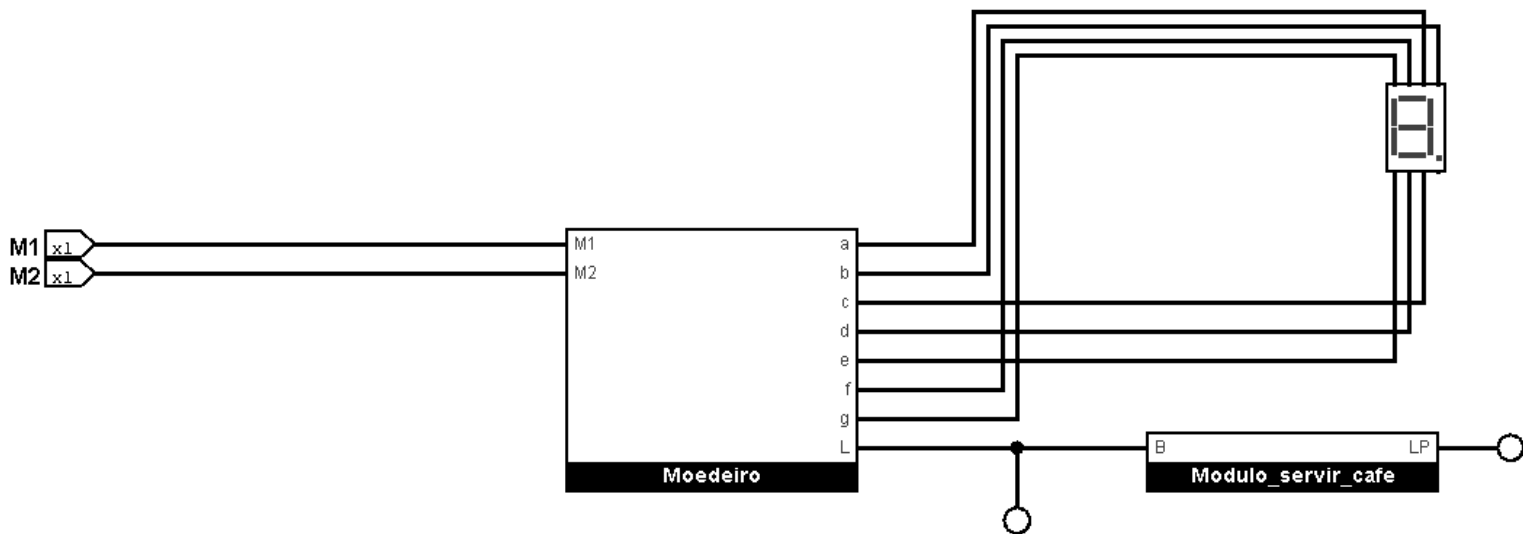 M1 x1
M2 x1
M1 a
M2 b
c
d
e
f
g
L
Moedeiro
B LP
Modulo_servir_cafe